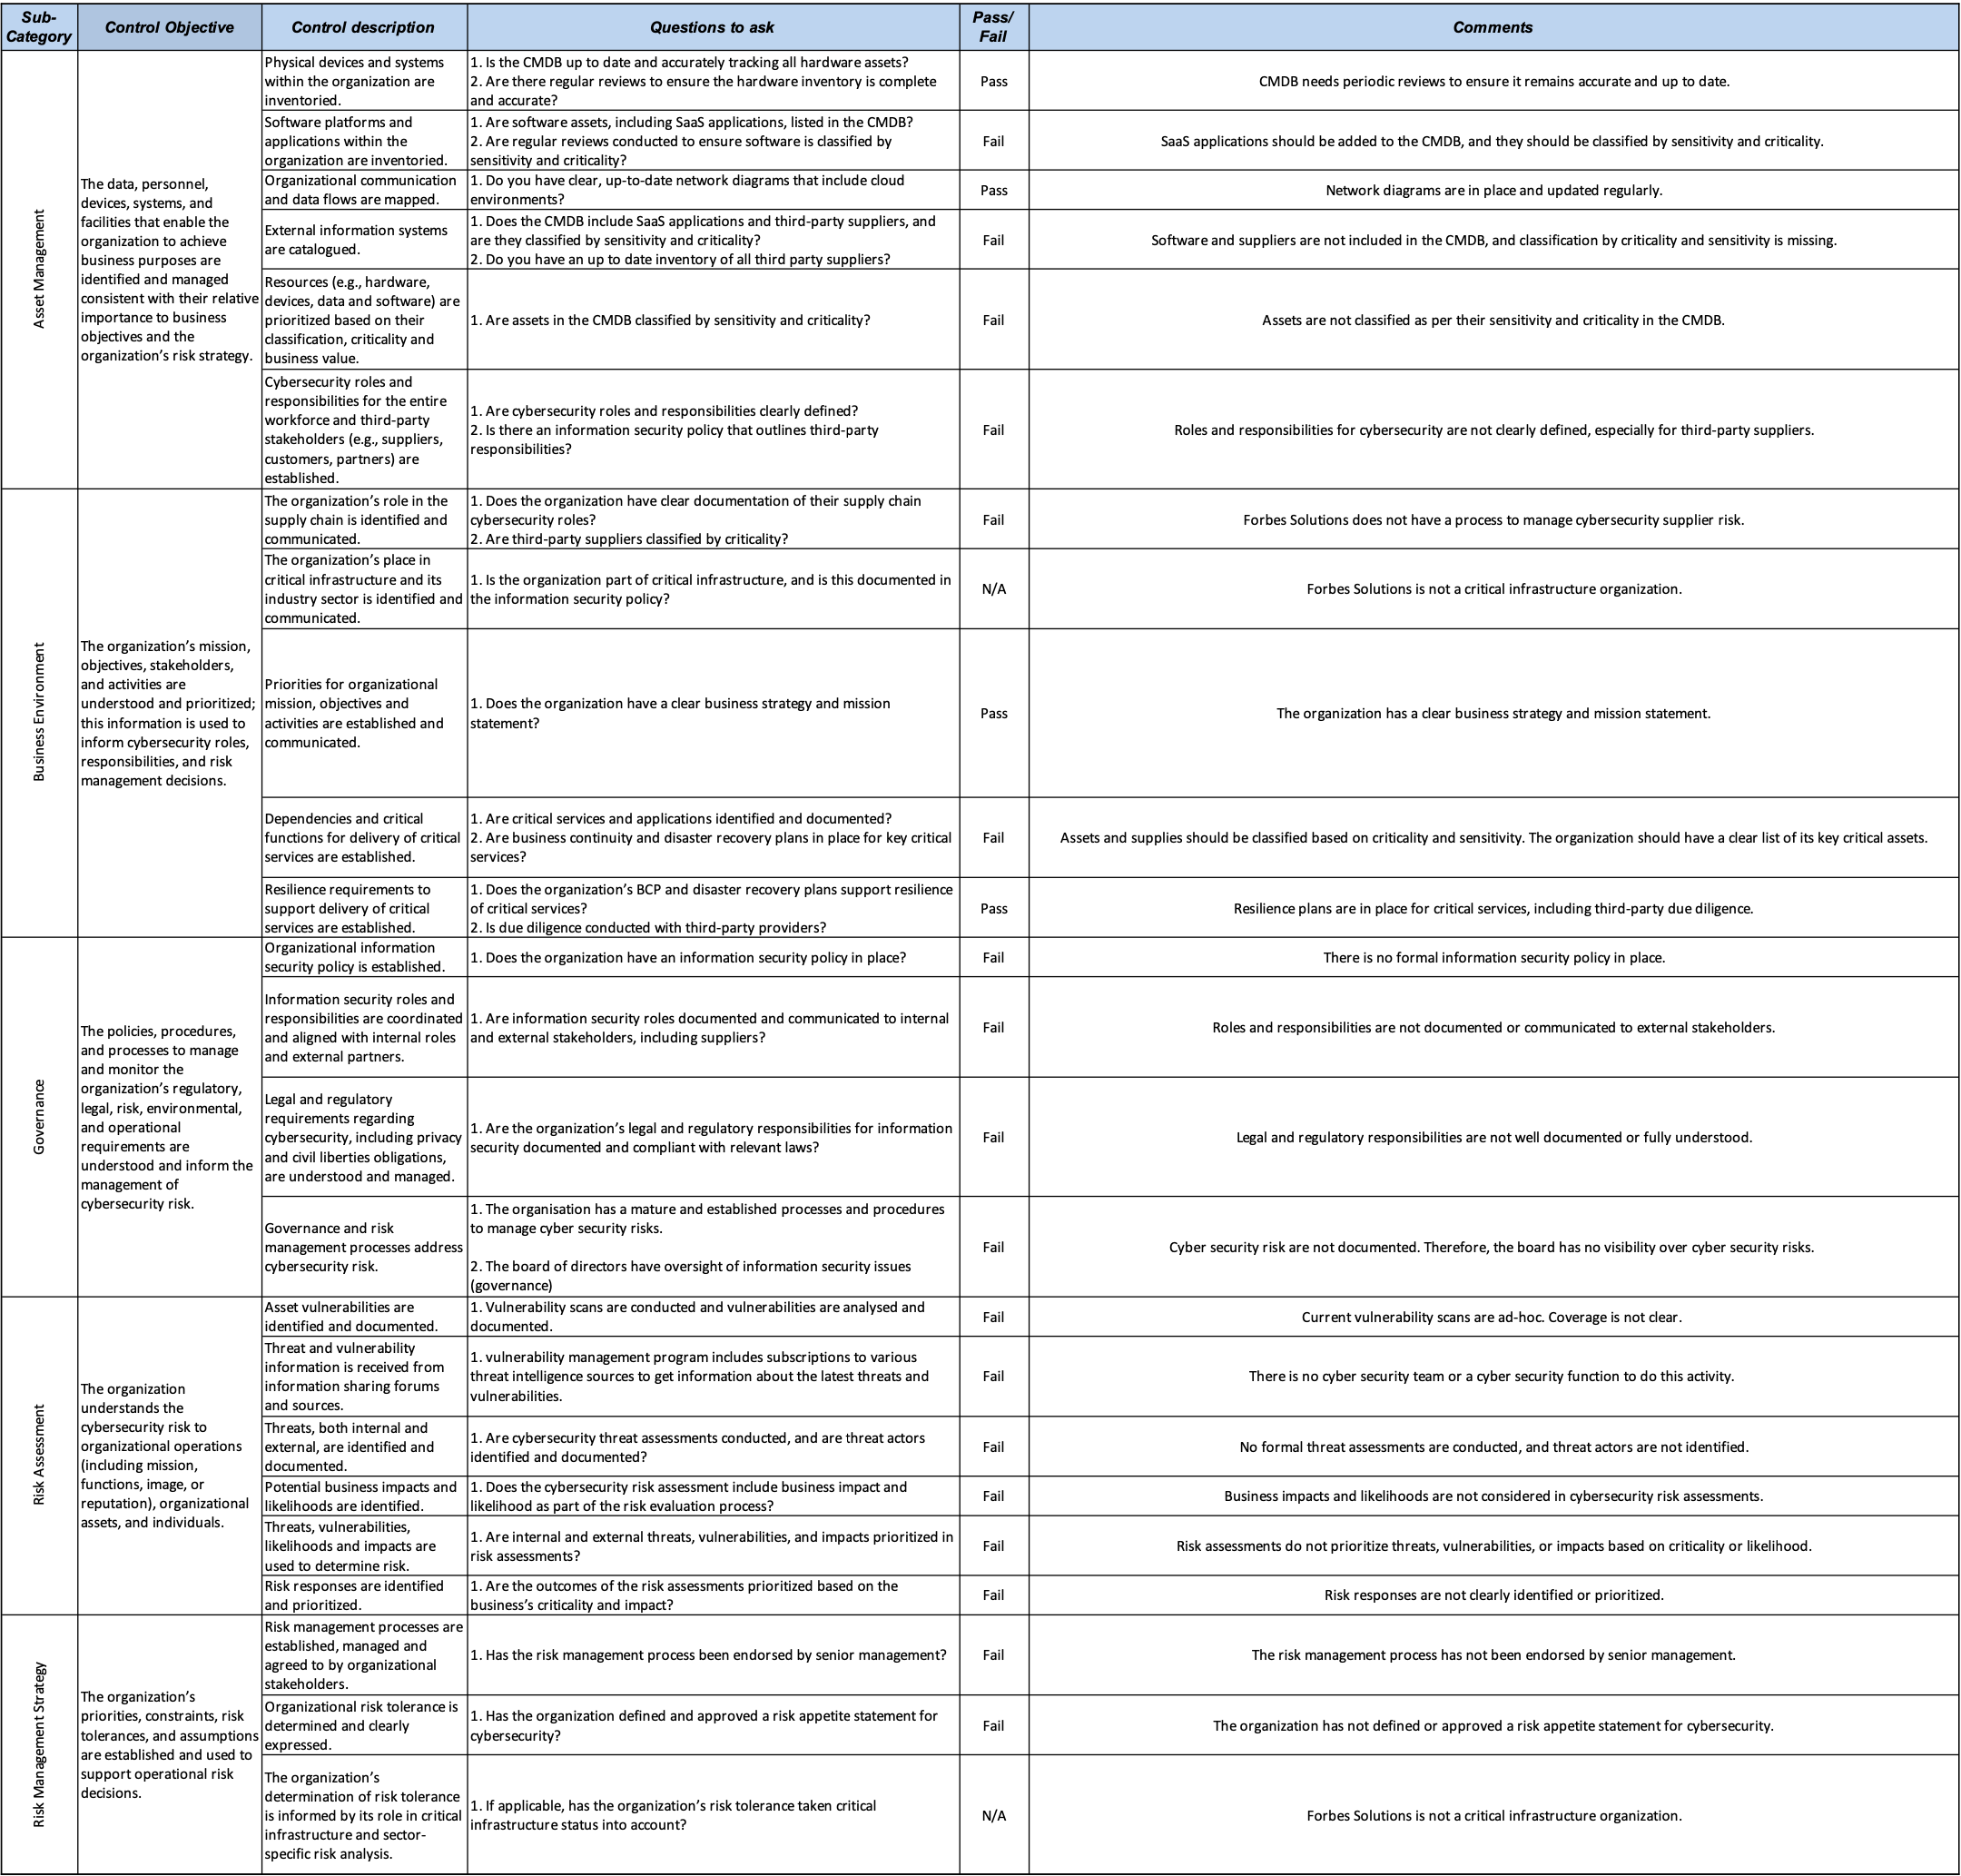 Sub-
Category
Control Objective
Control description
Questions to ask
Pass/
Fail
Comments
Asset Management
The data, personnel,
devices, systems, and
facilities that enable the
organization to achieve
business purposes are
identified and managed
consistent with their relative
importance to business
objectives and the
organization’s risk strategy.
Physical devices and systems
within the organization are
inventoried.
1. Is the CMDB up to date and accurately tracking all hardware assets?
2. Are there regular reviews to ensure the hardware inventory is complete
and accurate?
Pass
CMDB needs periodic reviews to ensure it remains accurate and up to date.
Software platforms and
applications within the
organization are inventoried.
1. Are software assets, including SaaS applications, listed in the CMDB?
2. Are regular reviews conducted to ensure software is classified by
sensitivity and criticality?
Fail
SaaS applications should be added to the CMDB, and they should be classified by sensitivity and criticality.
Organizational communication
and data flows are mapped.
1. Do you have clear, up-to-date network diagrams that include cloud
environments?
Pass
Network diagrams are in place and updated regularly.
External information systems
are catalogued.
1. Does the CMDB include SaaS applications and third-party suppliers, and
are they classified by sensitivity and criticality?
2. Do you have an up to date inventory of all third party suppliers?
Fail
Software and suppliers are not included in the CMDB, and classification by criticality and sensitivity is missing.
Resources (e.g., hardware,
devices, data and software) are
prioritized based on their
classification, criticality and
business value.
1. Are assets in the CMDB classified by sensitivity and criticality?
Fail
Assets are not classified as per their sensitivity and criticality in the CMDB.
Cybersecurity roles and
responsibilities for the entire
workforce and third-party
stakeholders (e.g., suppliers,
customers, partners) are
established.
1. Are cybersecurity roles and responsibilities clearly defined?
2. Is there an information security policy that outlines third-party
responsibilities?
Fail
Roles and responsibilities for cybersecurity are not clearly defined, especially for third-party suppliers.
Business Environment
The organization’s mission,
objectives, stakeholders,
and activities are
understood and prioritized;
this information is used to
inform cybersecurity roles,
responsibilities, and risk
management decisions.
The organization’s role in the
supply chain is identified and
communicated.
1. Does the organization have clear documentation of their supply chain
cybersecurity roles?
2. Are third-party suppliers classified by criticality?
Fail
Forbes Solutions does not have a process to manage cybersecurity supplier risk.
The organization’s place in
critical infrastructure and its
industry sector is identified and
communicated.
1. Is the organization part of critical infrastructure, and is this documented in
the information security policy?
N/A
Forbes Solutions is not a critical infrastructure organization.
Priorities for organizational
mission, objectives and
activities are established and
communicated.
1. Does the organization have a clear business strategy and mission
statement?
Pass
The organization has a clear business strategy and mission statement.
Dependencies and critical
functions for delivery of critical
services are established.
1. Are critical services and applications identified and documented?
2. Are business continuity and disaster recovery plans in place for key critical
services?
Fail
Assets and supplies should be classified based on criticality and sensitivity. The organization should have a clear list of its key critical assets.
Resilience requirements to
support delivery of critical
services are established.
1. Does the organization’s BCP and disaster recovery plans support resilience
of critical services?
2. Is due diligence conducted with third-party providers?
Pass
Resilience plans are in place for critical services, including third-party due diligence.
Governance
The policies, procedures,
and processes to manage
and monitor the
organization’s regulatory,
legal, risk, environmental,
and operational
requirements are
understood and inform the
management of
cybersecurity risk.
Organizational information
security policy is established.
1. Does the organization have an information security policy in place?
Fail
There is no formal information security policy in place.
Information security roles and
responsibilities are coordinated
and aligned with internal roles
and external partners.
1. Are information security roles documented and communicated to internal
and external stakeholders, including suppliers?
Fail
Roles and responsibilities are not documented or communicated to external stakeholders.
Legal and regulatory
requirements regarding
cybersecurity, including privacy
and civil liberties obligations,
are understood and managed.
1. Are the organization’s legal and regulatory responsibilities for information
security documented and compliant with relevant laws?
Fail
Legal and regulatory responsibilities are not well documented or fully understood.
Governance and risk
management processes address
cybersecurity risk.
1. The organisation has a mature and established processes and procedures
to manage cyber security risks.
2. The board of directors have oversight of information security issues
(governance)
Fail
Cyber security risk are not documented. Therefore, the board has no visibility over cyber security risks.
Risk Assessment
The organization
understands the
cybersecurity risk to
organizational operations
(including mission,
functions, image, or
reputation), organizational
assets, and individuals.
Asset vulnerabilities are
identified and documented.
1. Vulnerability scans are conducted and vulnerabilities are analysed and
documented.
Fail
Current vulnerability scans are ad-hoc. Coverage is not clear.
Threat and vulnerability
information is received from
information sharing forums
and sources.
1. vulnerability management program includes subscriptions to various
threat intelligence sources to get information about the latest threats and
vulnerabilities.
Fail
There is no cyber security team or a cyber security function to do this activity.
Threats, both internal and
external, are identified and
documented.
1. Are cybersecurity threat assessments conducted, and are threat actors
identified and documented?
Fail
No formal threat assessments are conducted, and threat actors are not identified.
Potential business impacts and
likelihoods are identified.
1. Does the cybersecurity risk assessment include business impact and
likelihood as part of the risk evaluation process?
Fail
Business impacts and likelihoods are not considered in cybersecurity risk assessments.
Threats, vulnerabilities,
likelihoods and impacts are
used to determine risk.
1. Are internal and external threats, vulnerabilities, and impacts prioritized in
risk assessments?
Fail
Risk assessments do not prioritize threats, vulnerabilities, or impacts based on criticality or likelihood.
Risk responses are identified
and prioritized.
1. Are the outcomes of the risk assessments prioritized based on the
business’s criticality and impact?
Fail
Risk responses are not clearly identified or prioritized.
Risk Management Strategy
The organization’s
priorities, constraints, risk
tolerances, and assumptions
are established and used to
support operational risk
decisions.
Risk management processes are
established, managed and
agreed to by organizational
stakeholders.
1. Has the risk management process been endorsed by senior management?
Fail
The risk management process has not been endorsed by senior management.
Organizational risk tolerance is
determined and clearly
expressed.
1. Has the organization defined and approved a risk appetite statement for
cybersecurity?
Fail
The organization has not defined or approved a risk appetite statement for cybersecurity.
The organization’s
determination of risk tolerance
is informed by its role in critical
infrastructure and sector-
specific risk analysis.
1. If applicable, has the organization’s risk tolerance taken critical
infrastructure status into account?
N/A
Forbes Solutions is not a critical infrastructure organization.